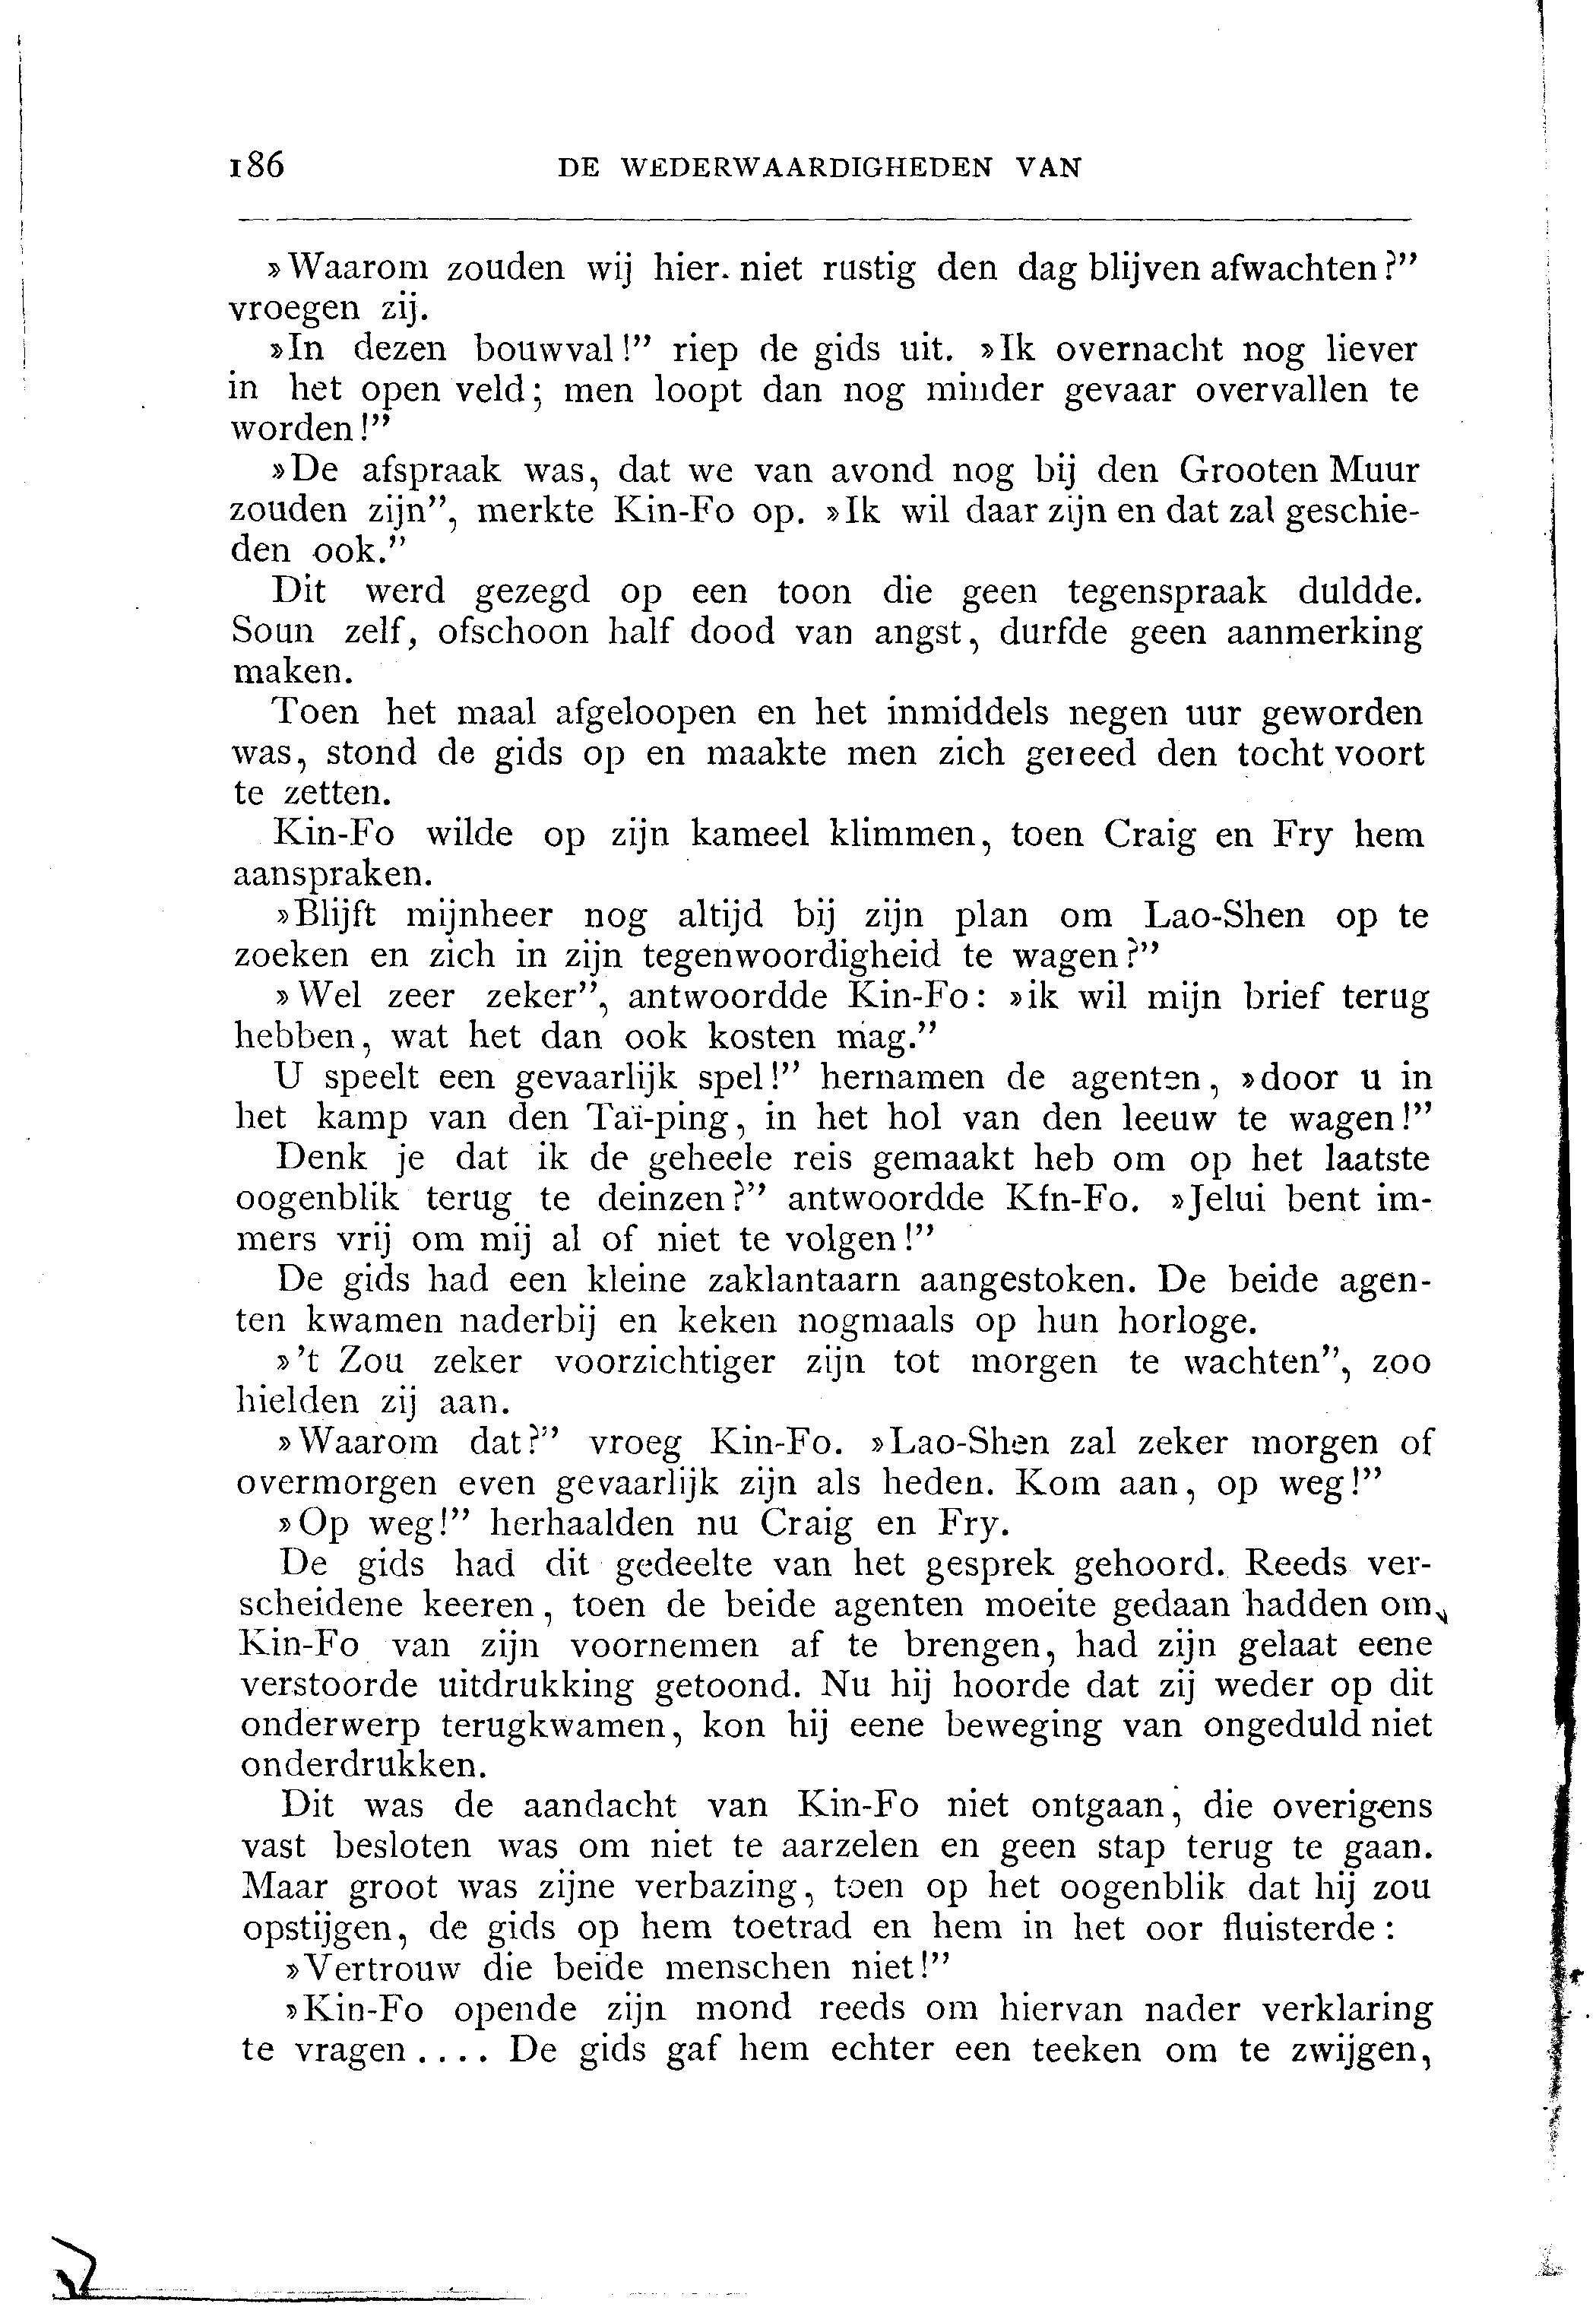 186 DE WEDERWAARDIGHEDEN VAN
»Waarom zouden wij hier. niet rustig den dag blijven afwachten?”
vroegen zij.
»In dezen bouwval!” riep de gids uit. »Ik overnacht nog liever
in het open veld; men loopt dan nog minder gevaar overvallen te
worden!”
»De afspraak was, dat we van avond nog bij den Grooten Muur
zouden zijn”, merkte Kin-Fo op. »Ik wil daar zijn en dat zal geschie-
den ook.”
Dit werd gezegd op een toon die geen tegenspraak duldde.
Soun zelf, ofschoon half dood van angst, durfde geen aanmerking
maken.
Toen het maal afgeloopen en het inmiddels negen uur geworden
was, stond de gids op en maakte men zich gereed den tocht voort
te zetten.
Kin-Fo wilde op zijn kameel klimmen, toen Craig en Fry hem
aanspraken.
»Blijft mijnheer nog altijd bij zijn plan om Lao-Shen op te
zoeken en zich in zijn tegenwoordigheid te wagen?”
»Wel zeer zeker”, antwoordde Kin-Fo: »ik wil mijn brief terug
hebben, wat het dan ook kosten mag.”
U speelt een gevaarlijk spel!” hernamen de agenten, »door u in
het kamp van den Taï-ping, in het hol van den leeuw te wagen!”
Denk je dat ik de geheele reis gemaakt heb om op het laatste
oogenblik terug te deinzen?” antwoordde Kfn-Fo. »Jelui bent im-
mers vrij om mij al of niet te volgen!”
De gids had een kleine zaklantaarn aangestoken. De beide agen-
ten kwamen naderbij en keken nogmaals op hun horloge.
»'t Zou zeker voorzichtiger zijn tot morgen te wachten”, zoo
hielden zij aan.
»Waarom dat?” vroeg Kin-Fo. »Lao-Shen zal zeker morgen of
overmorgen even gevaarlijk zijn als heden. Kom aan, op weg!”
»Op weg!” herhaalden nu Craig en Fry.
De gids had dit gedeelte van het gesprek gehoord. Reeds ver-
scheidene keeren, toen de beide agenten moeite gedaan hadden om
Kin-Fo van zijn voornemen af te brengen, had zijn gelaat eene
verstoorde uitdrukking getoond. Nu hij hoorde dat zij weder op dit
onderwerp terugkwamen, kon hij eene beweging van ongeduld niet
onderdrukken.
Dit was de aandacht van Kin-Fo niet ontgaan, die overigens
vast besloten was om niet te aarzelen en geen stap terug te gaan.
Maar groot was zijne verbazing, toen op het oogenblik dat hij zou
opstijgen, de gids op hem toetrad en hem in het oor fluisterde:
»Vertrouw die beide menschen niet!”
»Kin-Fo opende zijn mond reeds om hiervan nader verklaring
te vragen.... De gids gaf hem echter een teeken om te zwijgen,